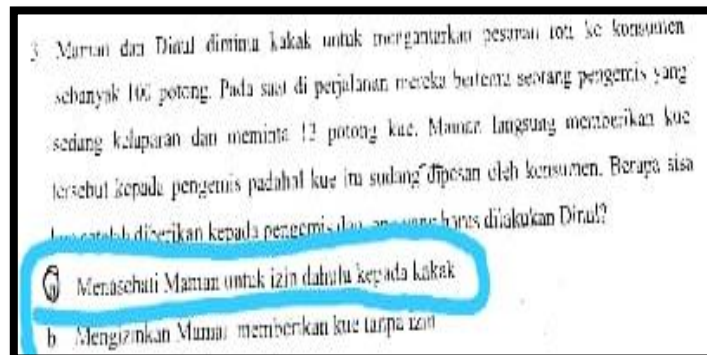 3. Maman dan Dinul diminta kakak untuk mengantarkan pesanan roti ke konsumen
sebanyak 100 potong. Pada saat di perjalanan mereka bertemu seorang pengemis yang
sedang kelaparan dan meminta 12 potong kue. Maman langsung memberikan kue
tersebut kepada pengemis padahal kue itu sudang dipesan oleh konsumen. Berapa sisa
kue setelah diberikan kepada pengemis dan apa yang harus dilakukan Dinul?
a Menasehati Maman untuk izin dahulu kepada kakak
b Mengizinkan Maman memberikan kue tanpa izin